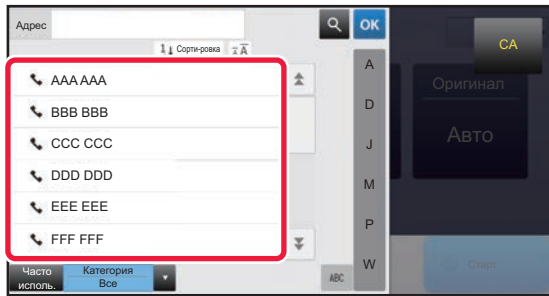 Адрес
OK
CA
1↓ Сорти-ровка
A
AAA AAA
Оригинал
BBB BBB
D
CCC CCC
J
Авто
DDD DDD
M
EEE EEE
P
FFF FFF
W
Часто исполь.
Категория
Все
ABC
Старт